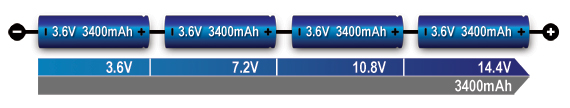 − 3.6V 3400mAh + − 3.6V 3400mAh + − 3.6V 3400mAh + − 3.6V 3400mAh + +
3.6V 7.2V 10.8V 14.4V
3400mAh